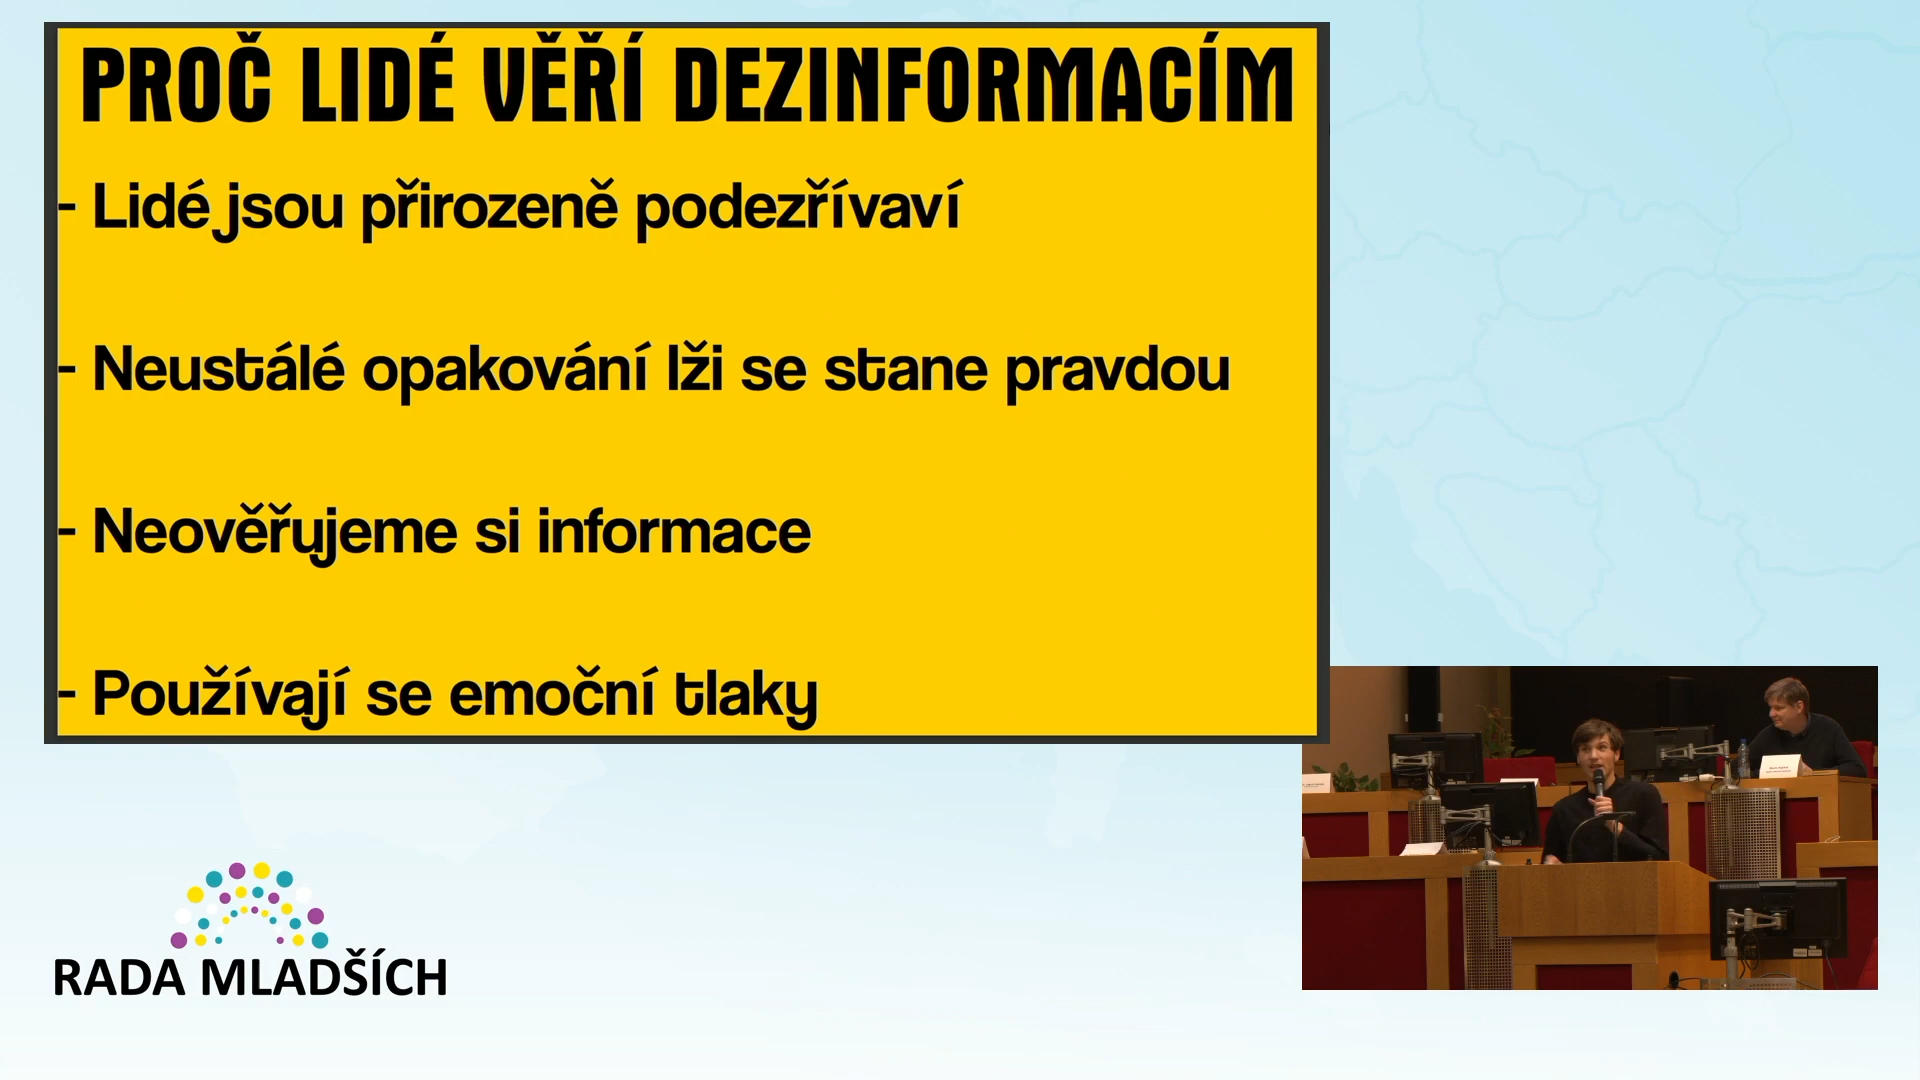 PROČ LIDÉ VĚŘÍ DEZINFORMACÍM
- Lidé jsou přirozeně podezřívaví
- Neustálé opakování lži se stane pravdou
- Neověřujeme si informace
- Používají se emoční tlaky
RADA MLADŠÍCH